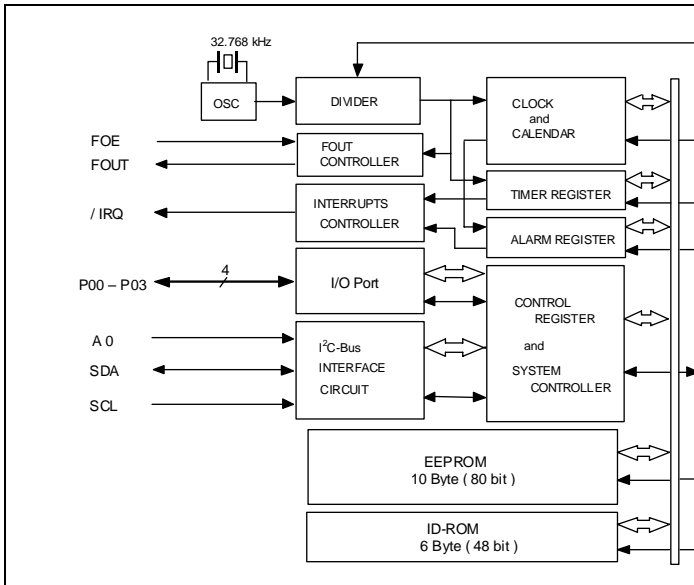 32.768 kHz
OSC
DIVIDER
CLOCK
and
CALENDAR
FOE
FOUT
FOUT
CONTROLLER
/ IRQ
INTERRUPTS
CONTROLLER
TIMER REGISTER
ALARM REGISTER
P00 – P03
4
I/O Port
CONTROL
REGISTER
and
SYSTEM
CONTROLLER
A 0
SDA
SCL
I²C-Bus
INTERFACE
CIRCUIT
EEPROM
10 Byte ( 80 bit )
ID-ROM
6 Byte ( 48 bit )